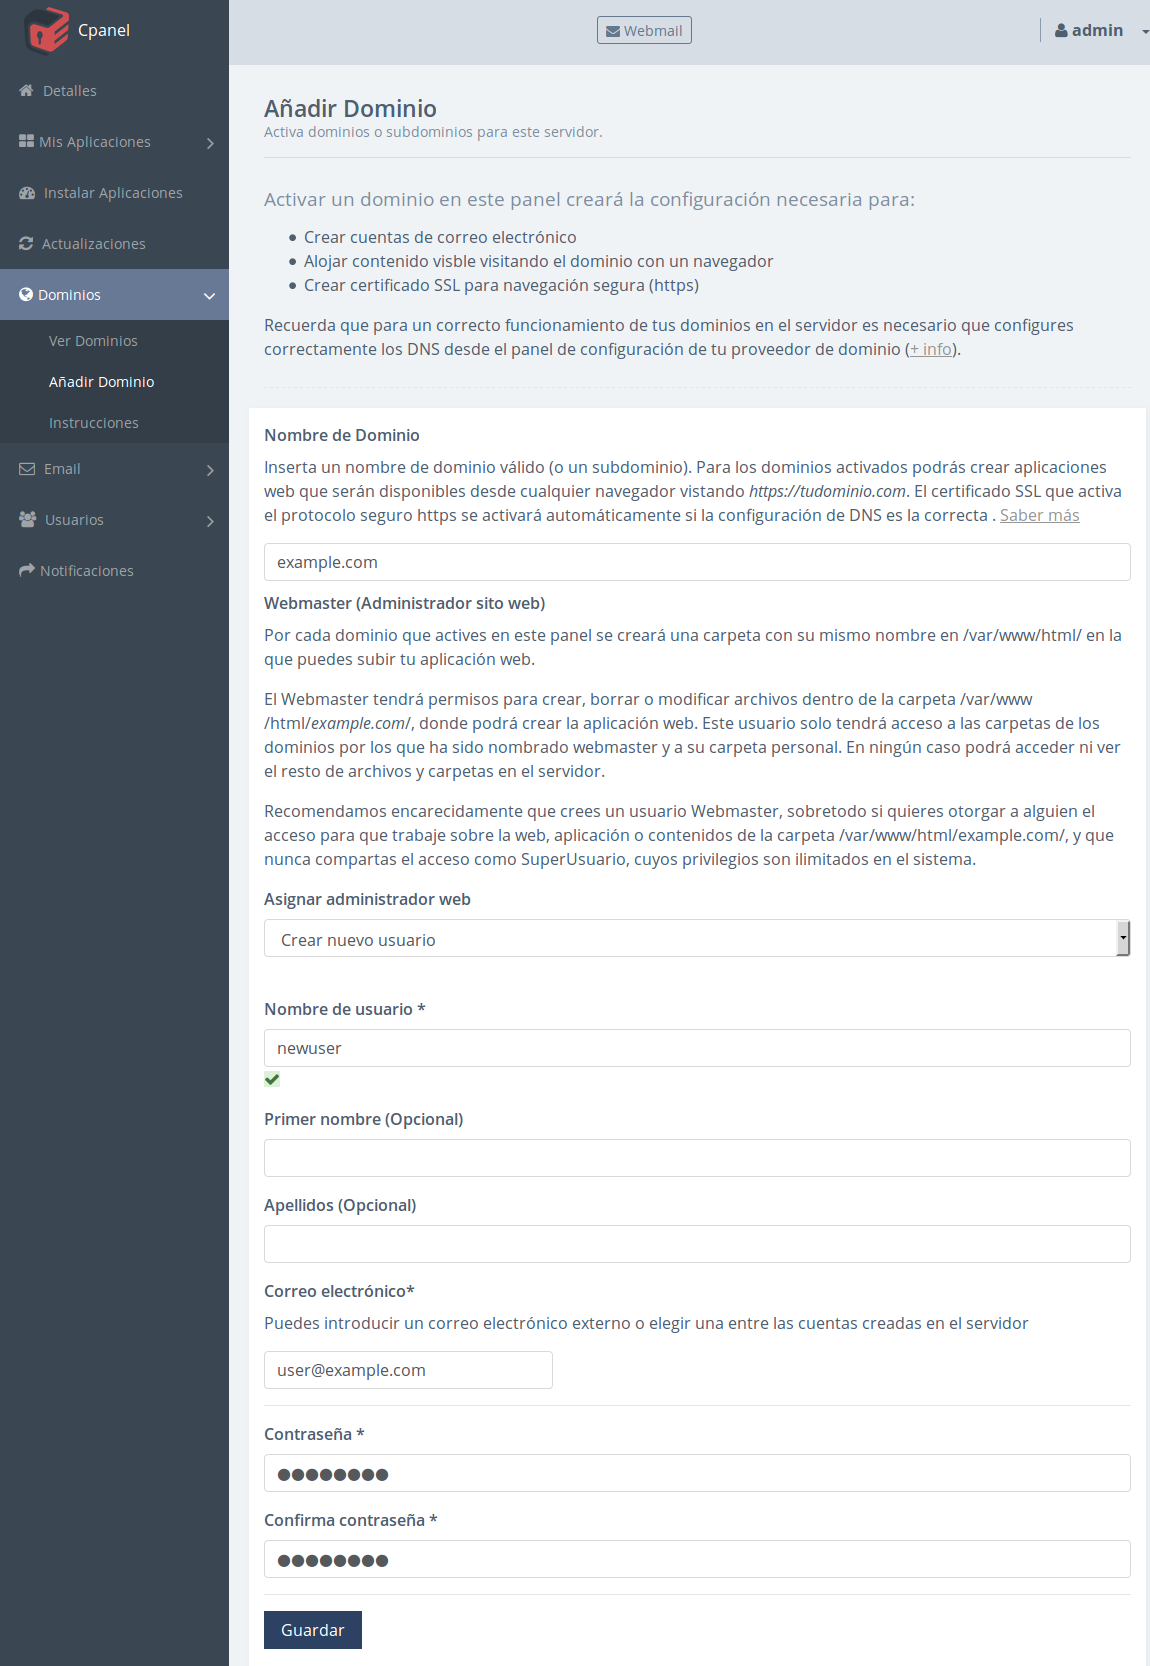 Cpanel
Webmail
admin
Detalles
Mis Aplicaciones
Instalar Aplicaciones
Actualizaciones
Dominios
Ver Dominios
Añadir Dominio
Instrucciones
Email
Usuarios
Notificaciones
Añadir Dominio
Activa dominios o subdominios para este servidor.
Activar un dominio en este panel creará la configuración necesaria para:
Crear cuentas de correo electrónico
Alojar contenido visble visitando el dominio con un navegador
Crear certificado SSL para navegación segura (https)
Recuerda que para un correcto funcionamiento de tus dominios en el servidor es necesario que configures
correctamente los DNS desde el panel de configuración de tu proveedor de dominio (+ info).
Nombre de Dominio
Inserta un nombre de dominio válido (o un subdominio). Para los dominios activados podrás crear aplicaciones
web que serán disponibles desde cualquier navegador vistando https://tudominio.com. El certificado SSL que activa
el protocolo seguro https se activará automáticamente si la configuración de DNS es la correcta . Saber más
example.com
Webmaster (Administrador sito web)
Por cada dominio que actives en este panel se creará una carpeta con su mismo nombre en /var/www/html/ en la
que puedes subir tu aplicación web.
El Webmaster tendrá permisos para crear, borrar o modificar archivos dentro de la carpeta /var/www
/html/example.com/, donde podrá crear la aplicación web. Este usuario solo tendrá acceso a las carpetas de los
dominios por los que ha sido nombrado webmaster y a su carpeta personal. En ningún caso podrá acceder ni ver
el resto de archivos y carpetas en el servidor.
Recomendamos encarecidamente que crees un usuario Webmaster, sobretodo si quieres otorgar a alguien el
acceso para que trabaje sobre la web, aplicación o contenidos de la carpeta /var/www/html/example.com/, y que
nunca compartas el acceso como SuperUsuario, cuyos privilegios son ilimitados en el sistema.
Asignar administrador web
Crear nuevo usuario
Nombre de usuario *
newuser
Primer nombre (Opcional)
Apellidos (Opcional)
Correo electrónico*
Puedes introducir un correo electrónico externo o elegir una entre las cuentas creadas en el servidor
user@example.com
Contraseña *
●●●●●●●●
Confirma contraseña *
●●●●●●●●
Guardar